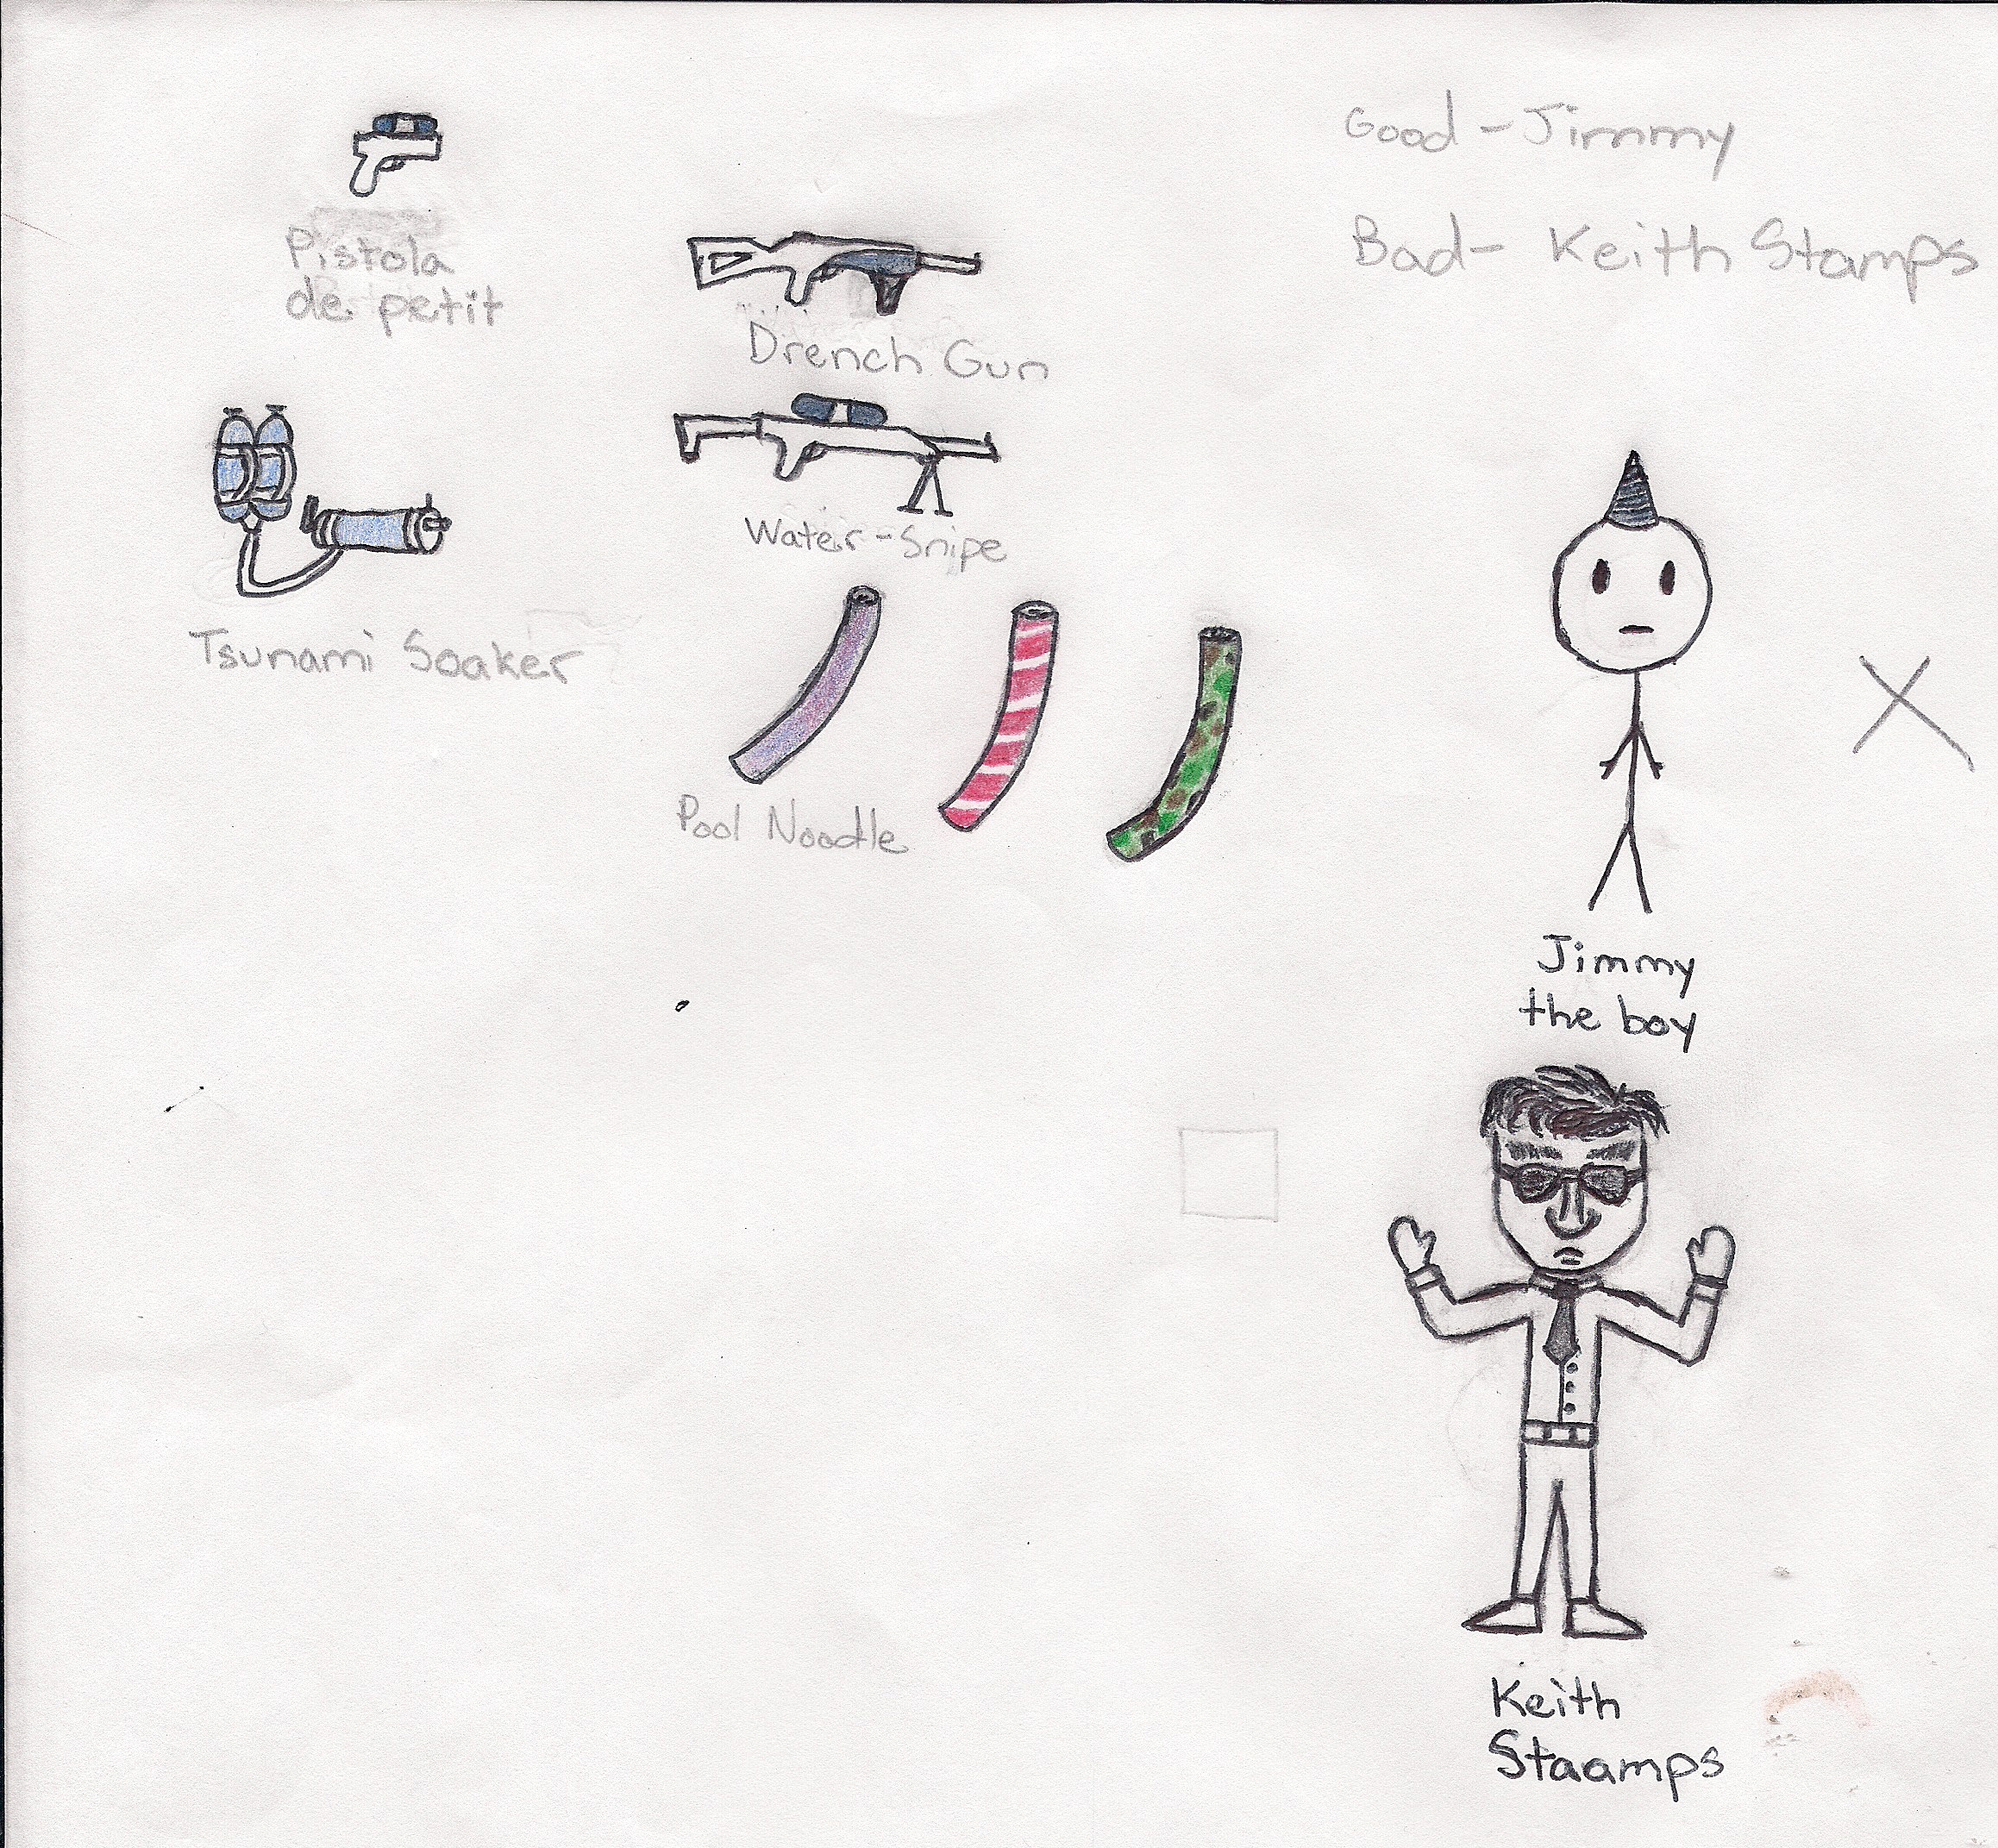 Good - Jimmy
Bad - Keith Stamps
Pistola
de petit
Drench Gun
Water-Snipe
Tsunami Soaker
Pool Noodle
Jimmy
the boy
Keith
Staamps